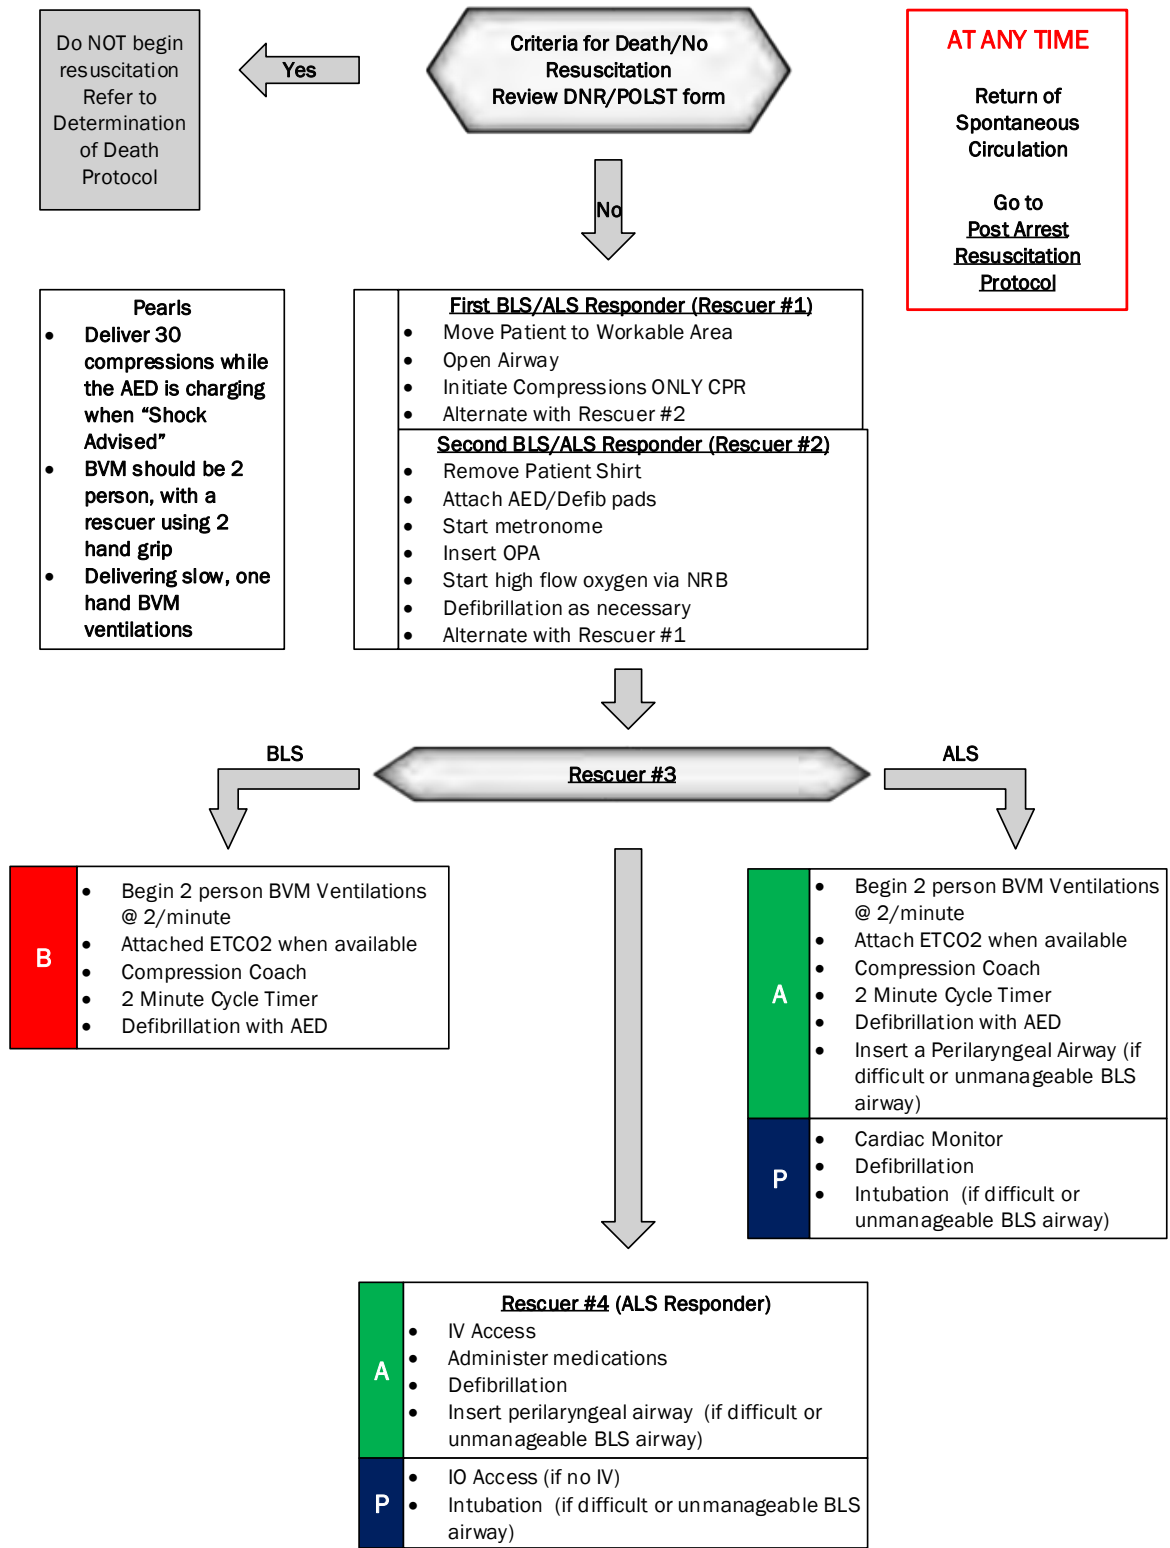 Do NOT begin
resuscitation
Refer to
Determination
of Death
Protocol
Yes
Criteria for Death/No
Resuscitation
Review DNR/POLST form
AT ANY TIME
Return of
Spontaneous
Circulation
Go to
Post Arrest
Resuscitation
Protocol
No
Pearls
• Deliver 30
compressions while
the AED is charging
when “Shock
Advised”
• BVM should be 2
person, with a
rescuer using 2
hand grip
• Delivering slow, one
hand BVM
ventilations
First BLS/ALS Responder (Rescuer #1)
• Move Patient to Workable Area
• Open Airway
• Initiate Compressions ONLY CPR
• Alternate with Rescuer #2
Second BLS/ALS Responder (Rescuer #2)
• Remove Patient Shirt
• Attach AED/Defib pads
• Start metronome
• Insert OPA
• Start high flow oxygen via NRB
• Defibrillation as necessary
• Alternate with Rescuer #1
BLS
Rescuer #3
ALS
B
• Begin 2 person BVM Ventilations
@ 2/minute
• Attached ETCO2 when available
• Compression Coach
• 2 Minute Cycle Timer
• Defibrillation with AED
A
• Begin 2 person BVM Ventilations
@ 2/minute
• Attach ETCO2 when available
• Compression Coach
• 2 Minute Cycle Timer
• Defibrillation with AED
• Insert a Perilaryngeal Airway (if
difficult or unmanageable BLS
airway)
P
• Cardiac Monitor
• Defibrillation
• Intubation (if difficult or
unmanageable BLS airway)
A
Rescuer #4 (ALS Responder)
• IV Access
• Administer medications
• Defibrillation
• Insert perilaryngeal airway (if difficult or
unmanageable BLS airway)
P
• IO Access (if no IV)
• Intubation (if difficult or unmanageable BLS
airway)